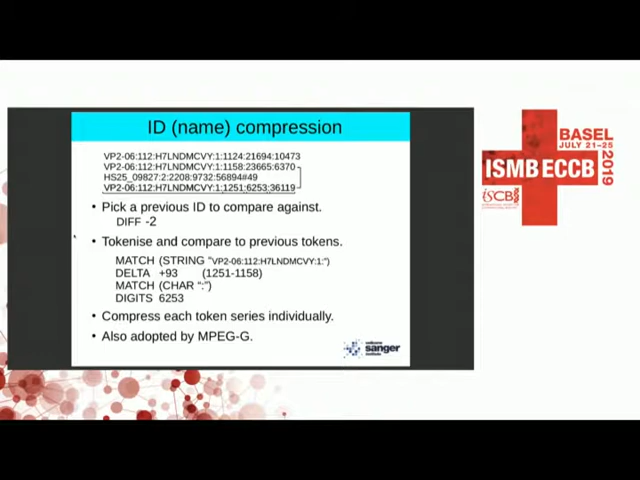 ID (name) compression
VP2-06:112:H7LNDMCVY:1:1124:21694:10473
VP2-06:112:H7LNDMCVY:1:1158:23665:6370
HS25_09827:2:2208:9732:56894#49
VP2-06:112:H7LNDMCVY:1;1251;6253;36119
• Pick a previous ID to compare against.
DIFF -2
• Tokenise and compare to previous tokens.
MATCH (STRING "VP2-06:112:H7LNDMCVY:1:")
DELTA +93 (1251-1158)
MATCH (CHAR ":")
DIGITS 6253
• Compress each token series individually.
• Also adopted by MPEG-G.
wellcome
sanger
institute
BASEL
JULY 21-25
2019
ISMB ECCB
iSCB